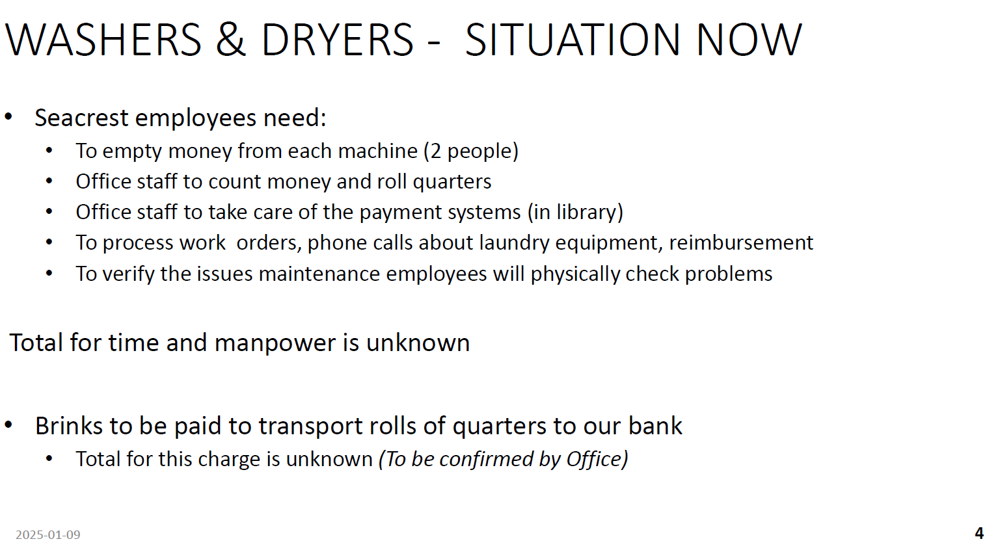 WASHERS & DRYERS -  SITUATION NOW
• Seacrest employees need:
• To empty money from each machine (2 people)
• Office staff to count money and roll quarters
• Office staff to take care of the payment systems (in library)
• To process work  orders, phone calls about laundry equipment, reimbursement
• To verify the issues maintenance employees will physically check problems
Total for time and manpower is unknown
• Brinks to be paid to transport rolls of quarters to our bank
• Total for this charge is unknown (To be confirmed by Office)
2025-01-09
4